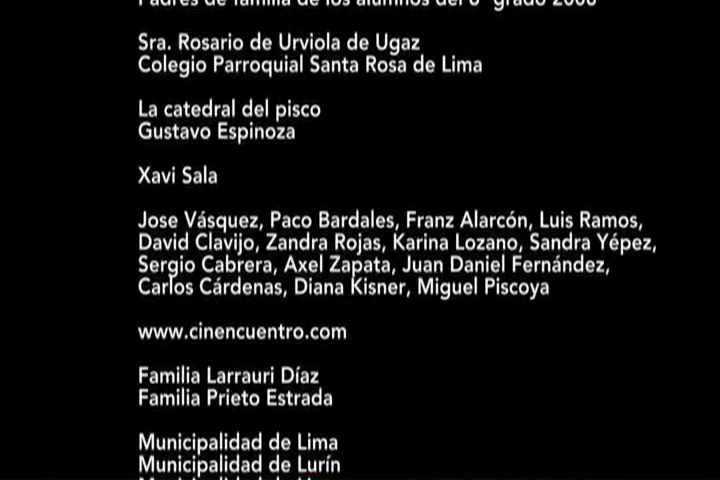 Padres de familia de los alumnos del 6° grado 2006
Sra. Rosario de Urviola de Ugaz
Colegio Parroquial Santa Rosa de Lima
La catedral del pisco
Gustavo Espinoza
Xavi Sala
Jose Vásquez, Paco Bardales, Franz Alarcón, Luis Ramos,
David Clavijo, Zandra Rojas, Karina Lozano, Sandra Yépez,
Sergio Cabrera, Axel Zapata, Juan Daniel Fernández,
Carlos Cárdenas, Diana Kisner, Miguel Piscoya
www.cinencuentro.com
Familia Larrauri Díaz
Familia Prieto Estrada
Municipalidad de Lima
Municipalidad de Lurín